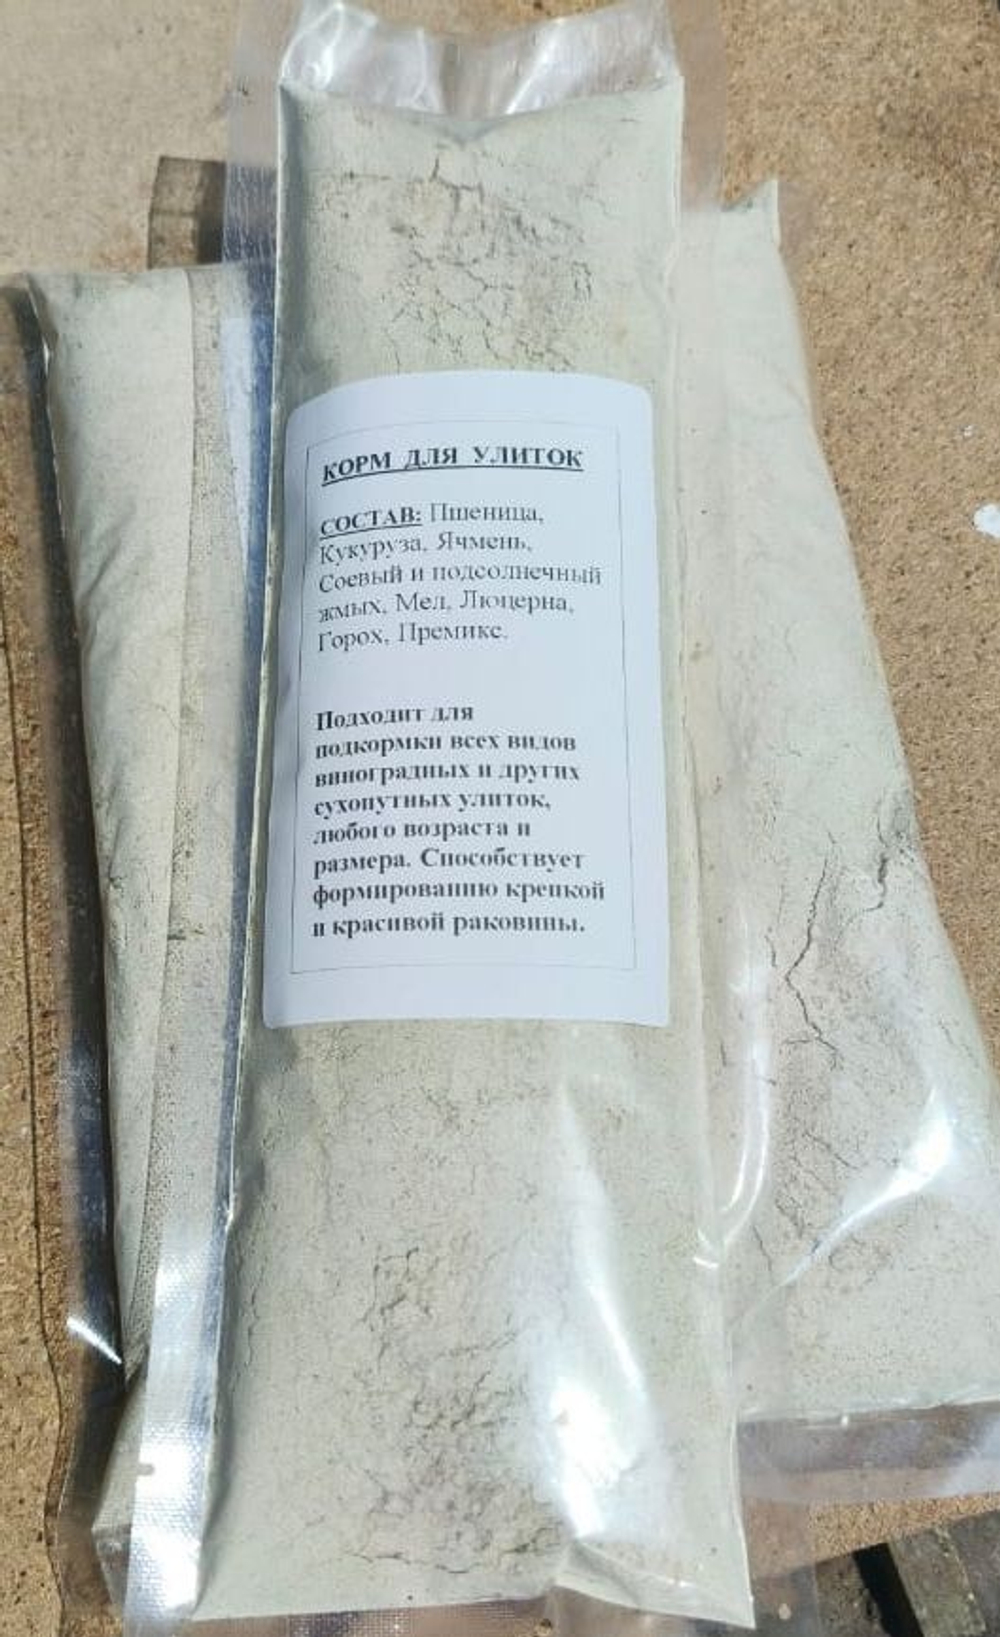 КОРМ ДЛЯ УЛИТОК
СОСТАВ: Пшеница,
Кукуруза, Ячмень,
Соевый и подсолнечный
жмых, Мел, Люцерна,
Горох, Премикс.
Подходит для
подкормки всех видов
виноградных и других
сухопутных улиток,
любого возраста и
размера. Способствует
формированию крепкой
и красивой раковины.